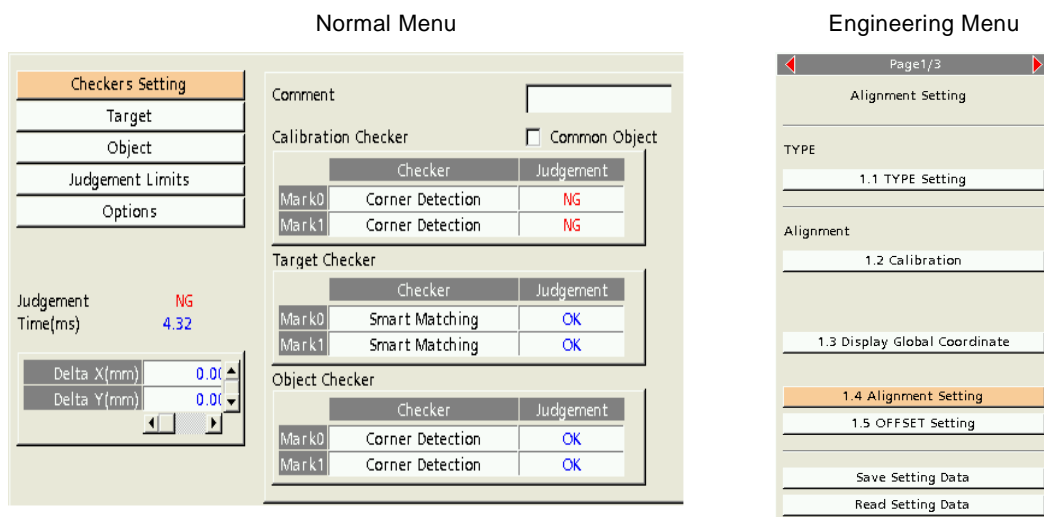 Normal Menu
Checkers Setting
Target
Object
Judgement Limits
Options
Judgement NG
Time(ms) 4.32
Delta X(mm) 0.00
Delta Y(mm) 0.00
Comment
Calibration Checker Common Object
Checker Judgement
Mark0 Corner Detection NG
Mark1 Corner Detection NG
Target Checker
Checker Judgement
Mark0 Smart Matching OK
Mark1 Smart Matching OK
Object Checker
Checker Judgement
Mark0 Corner Detection OK
Mark1 Corner Detection OK
Engineering Menu
Page1/3
Alignment Setting
TYPE
1.1 TYPE Setting
Alignment
1.2 Calibration
1.3 Display Global Coordinate
1.4 Alignment Setting
1.5 OFFSET Setting
Save Setting Data
Read Setting Data